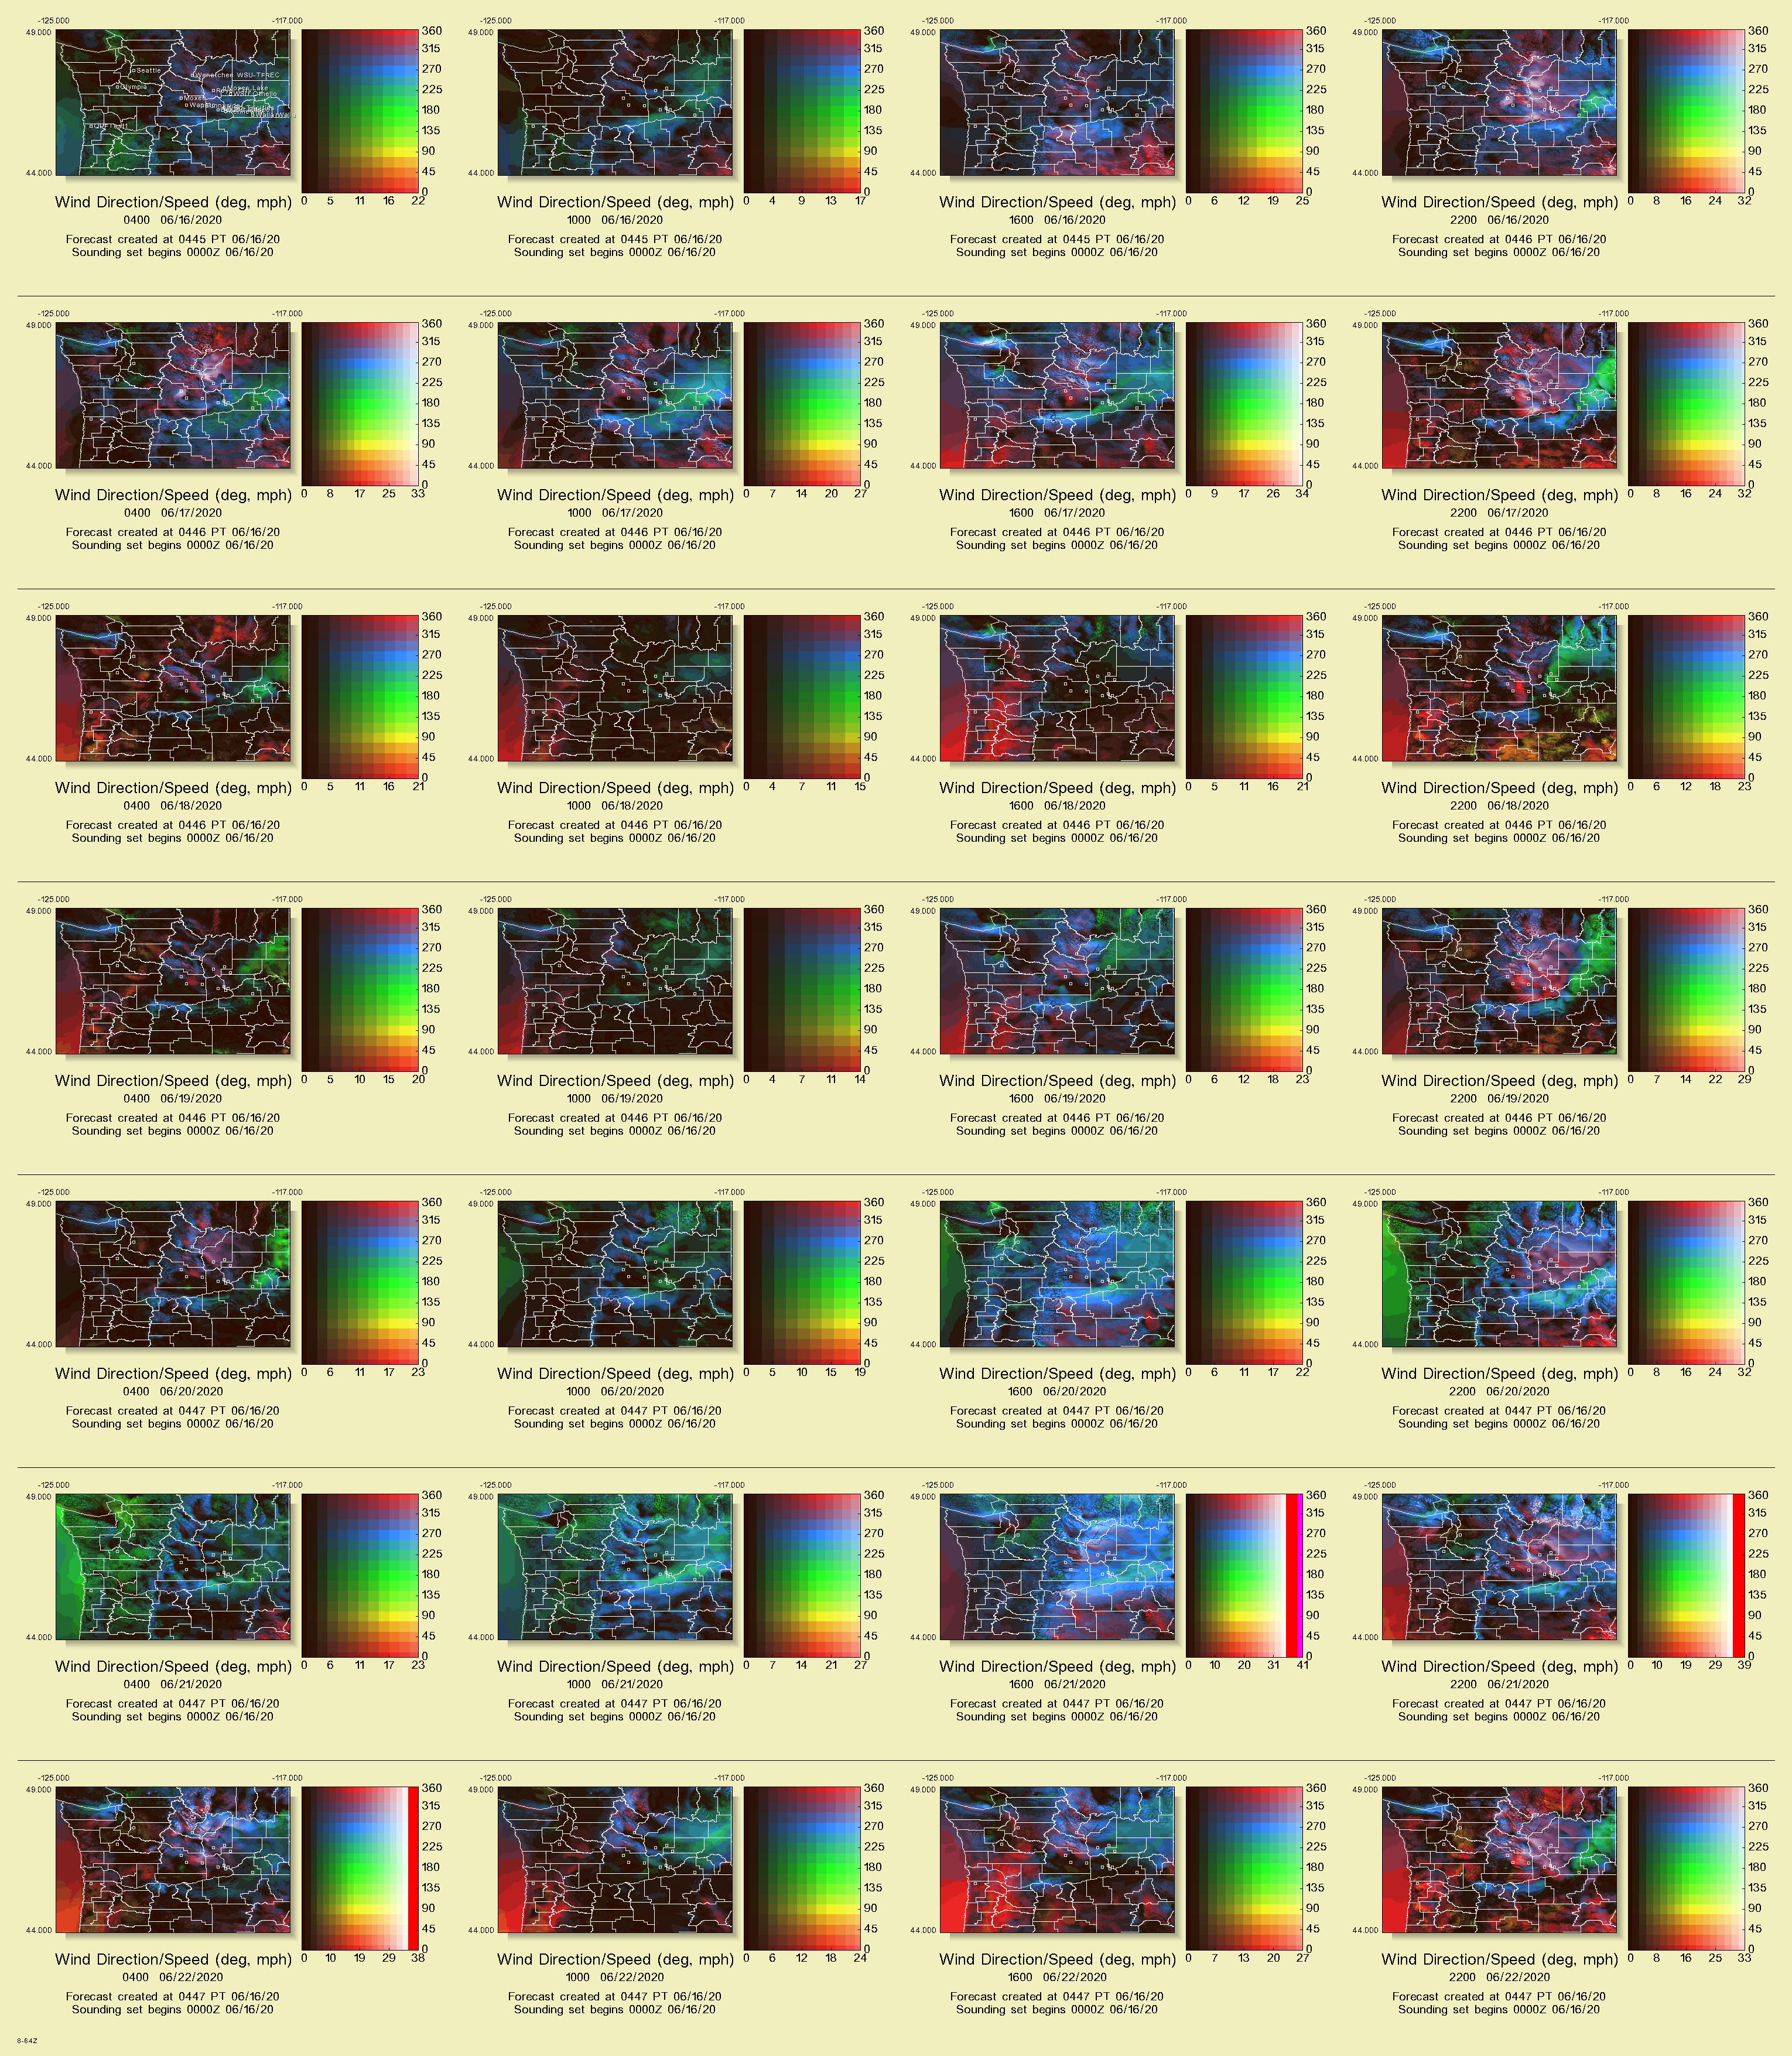 -125.000 -117.000 -125.000 -117.000 -125.000 -117.000 -125.000 -117.000
49.000 360 49.000 360 49.000 360 49.000 360
315 315 315 315
Seattle 270 270 270 270
Wenatchee WSU-TFREC
Olympia Moses Lake 225 225 225 225
Moxee
180 180 180 180
135 135 135 135
90 90 90 90
44.000 45 44.000 45 44.000 45 44.000 45
0 0 0 0
Wind Direction/Speed (deg, mph) 0 5 11 16 22 Wind Direction/Speed (deg, mph) 0 4 9 13 17 Wind Direction/Speed (deg, mph) 0 6 12 19 25 Wind Direction/Speed (deg, mph) 0 8 16 24 32
0400 06/16/2020 1000 06/16/2020 1600 06/16/2020 2200 06/16/2020
Forecast created at 0445 PT 06/16/20 Forecast created at 0445 PT 06/16/20 Forecast created at 0445 PT 06/16/20 Forecast created at 0446 PT 06/16/20
Sounding set begins 0000Z 06/16/20 Sounding set begins 0000Z 06/16/20 Sounding set begins 0000Z 06/16/20 Sounding set begins 0000Z 06/16/20
-125.000 -117.000 -125.000 -117.000 -125.000 -117.000 -125.000 -117.000
49.000 360 49.000 360 49.000 360 49.000 360
315 315 315 315
270 270 270 270
225 225 225 225
180 180 180 180
135 135 135 135
90 90 90 90
44.000 45 44.000 45 44.000 45 44.000 45
0 0 0 0
Wind Direction/Speed (deg, mph) 0 8 17 25 33 Wind Direction/Speed (deg, mph) 0 7 14 20 27 Wind Direction/Speed (deg, mph) 0 9 17 26 34 Wind Direction/Speed (deg, mph) 0 8 16 24 32
0400 06/17/2020 1000 06/17/2020 1600 06/17/2020 2200 06/17/2020
Forecast created at 0446 PT 06/16/20 Forecast created at 0446 PT 06/16/20 Forecast created at 0446 PT 06/16/20 Forecast created at 0446 PT 06/16/20
Sounding set begins 0000Z 06/16/20 Sounding set begins 0000Z 06/16/20 Sounding set begins 0000Z 06/16/20 Sounding set begins 0000Z 06/16/20
-125.000 -117.000 -125.000 -117.000 -125.000 -117.000 -125.000 -117.000
49.000 360 49.000 360 49.000 360 49.000 360
315 315 315 315
270 270 270 270
225 225 225 225
180 180 180 180
135 135 135 135
90 90 90 90
44.000 45 44.000 45 44.000 45 44.000 45
0 0 0 0
Wind Direction/Speed (deg, mph) 0 5 11 16 21 Wind Direction/Speed (deg, mph) 0 4 7 11 15 Wind Direction/Speed (deg, mph) 0 5 11 16 21 Wind Direction/Speed (deg, mph) 0 6 12 18 23
0400 06/18/2020 1000 06/18/2020 1600 06/18/2020 2200 06/18/2020
Forecast created at 0446 PT 06/16/20 Forecast created at 0446 PT 06/16/20 Forecast created at 0446 PT 06/16/20 Forecast created at 0446 PT 06/16/20
Sounding set begins 0000Z 06/16/20 Sounding set begins 0000Z 06/16/20 Sounding set begins 0000Z 06/16/20 Sounding set begins 0000Z 06/16/20
-125.000 -117.000 -125.000 -117.000 -125.000 -117.000 -125.000 -117.000
49.000 360 49.000 360 49.000 360 49.000 360
315 315 315 315
270 270 270 270
225 225 225 225
180 180 180 180
135 135 135 135
90 90 90 90
44.000 45 44.000 45 44.000 45 44.000 45
0 0 0 0
Wind Direction/Speed (deg, mph) 0 5 10 15 20 Wind Direction/Speed (deg, mph) 0 4 7 11 14 Wind Direction/Speed (deg, mph) 0 6 12 18 23 Wind Direction/Speed (deg, mph) 0 7 14 22 29
0400 06/19/2020 1000 06/19/2020 1600 06/19/2020 2200 06/19/2020
Forecast created at 0446 PT 06/16/20 Forecast created at 0446 PT 06/16/20 Forecast created at 0446 PT 06/16/20 Forecast created at 0446 PT 06/16/20
Sounding set begins 0000Z 06/16/20 Sounding set begins 0000Z 06/16/20 Sounding set begins 0000Z 06/16/20 Sounding set begins 0000Z 06/16/20
-125.000 -117.000 -125.000 -117.000 -125.000 -117.000 -125.000 -117.000
49.000 360 49.000 360 49.000 360 49.000 360
315 315 315 315
270 270 270 270
225 225 225 225
180 180 180 180
135 135 135 135
90 90 90 90
44.000 45 44.000 45 44.000 45 44.000 45
0 0 0 0
Wind Direction/Speed (deg, mph) 0 6 11 17 23 Wind Direction/Speed (deg, mph) 0 5 10 15 19 Wind Direction/Speed (deg, mph) 0 6 11 17 22 Wind Direction/Speed (deg, mph) 0 8 16 24 32
0400 06/20/2020 1000 06/20/2020 1600 06/20/2020 2200 06/20/2020
Forecast created at 0447 PT 06/16/20 Forecast created at 0447 PT 06/16/20 Forecast created at 0447 PT 06/16/20 Forecast created at 0447 PT 06/16/20
Sounding set begins 0000Z 06/16/20 Sounding set begins 0000Z 06/16/20 Sounding set begins 0000Z 06/16/20 Sounding set begins 0000Z 06/16/20
-125.000 -117.000 -125.000 -117.000 -125.000 -117.000 -125.000 -117.000
49.000 360 49.000 360 49.000 360 49.000 360
315 315 315 315
270 270 270 270
225 225 225 225
180 180 180 180
135 135 135 135
90 90 90 90
44.000 45 44.000 45 44.000 45 44.000 45
0 0 0 0
Wind Direction/Speed (deg, mph) 0 6 11 17 23 Wind Direction/Speed (deg, mph) 0 7 14 21 27 Wind Direction/Speed (deg, mph) 0 10 20 31 41 Wind Direction/Speed (deg, mph) 0 10 19 29 39
0400 06/21/2020 1000 06/21/2020 1600 06/21/2020 2200 06/21/2020
Forecast created at 0447 PT 06/16/20 Forecast created at 0447 PT 06/16/20 Forecast created at 0447 PT 06/16/20 Forecast created at 0447 PT 06/16/20
Sounding set begins 0000Z 06/16/20 Sounding set begins 0000Z 06/16/20 Sounding set begins 0000Z 06/16/20 Sounding set begins 0000Z 06/16/20
-125.000 -117.000 -125.000 -117.000 -125.000 -117.000 -125.000 -117.000
49.000 360 49.000 360 49.000 360 49.000 360
315 315 315 315
270 270 270 270
225 225 225 225
180 180 180 180
135 135 135 135
90 90 90 90
44.000 45 44.000 45 44.000 45 44.000 45
0 0 0 0
Wind Direction/Speed (deg, mph) 0 10 19 29 38 Wind Direction/Speed (deg, mph) 0 6 12 18 24 Wind Direction/Speed (deg, mph) 0 7 13 20 27 Wind Direction/Speed (deg, mph) 0 8 16 25 33
0400 06/22/2020 1000 06/22/2020 1600 06/22/2020 2200 06/22/2020
Forecast created at 0447 PT 06/16/20 Forecast created at 0447 PT 06/16/20 Forecast created at 0447 PT 06/16/20 Forecast created at 0447 PT 06/16/20
Sounding set begins 0000Z 06/16/20 Sounding set begins 0000Z 06/16/20 Sounding set begins 0000Z 06/16/20 Sounding set begins 0000Z 06/16/20